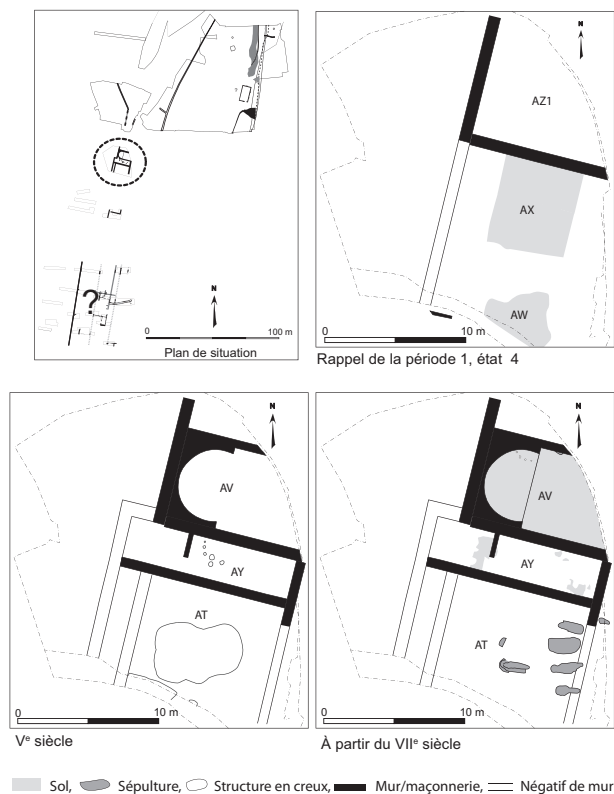 N
0
100 m
Plan de situation
N
AZ1
AX
AW
0
10 m
Rappel de la période 1, état 4
N
AV
AY
AT
0
10 m
Vᵉ siècle
N
AV
AY
AT
0
10 m
À partir du VIIᵉ siècle
?
Sol, Sépulture, Structure en creux, Mur/maçonnerie, Négatif de mur